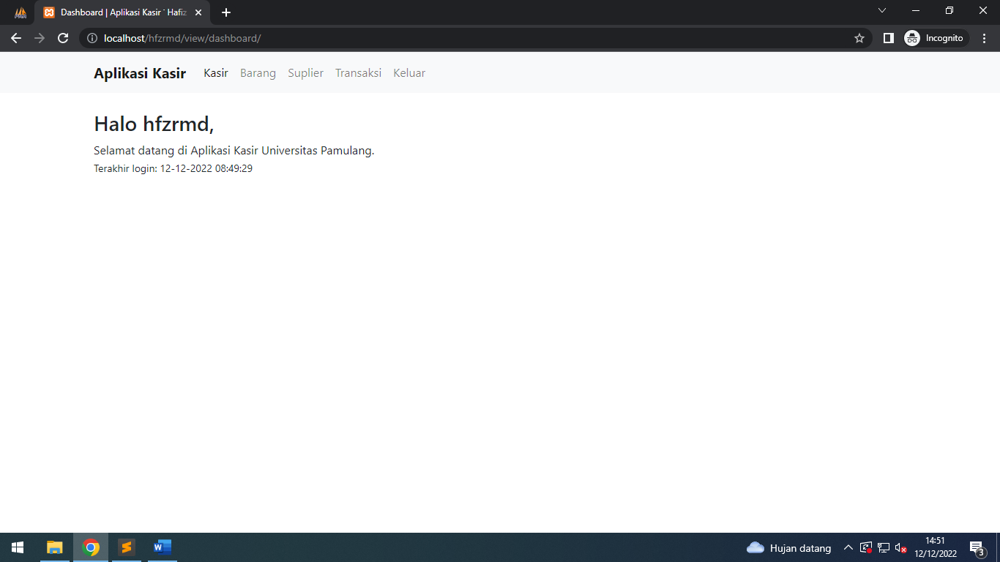 Dashboard | Aplikasi Kasir ~ Hafiz
localhost/hfzrmd/view/dashboard/
Incognito
Aplikasi Kasir Kasir Barang Suplier Transaksi Keluar
Halo hfzrmd,
Selamat datang di Aplikasi Kasir Universitas Pamulang.
Terakhir login: 12-12-2022 08:49:29
Hujan datang
14:51
12/12/2022
3